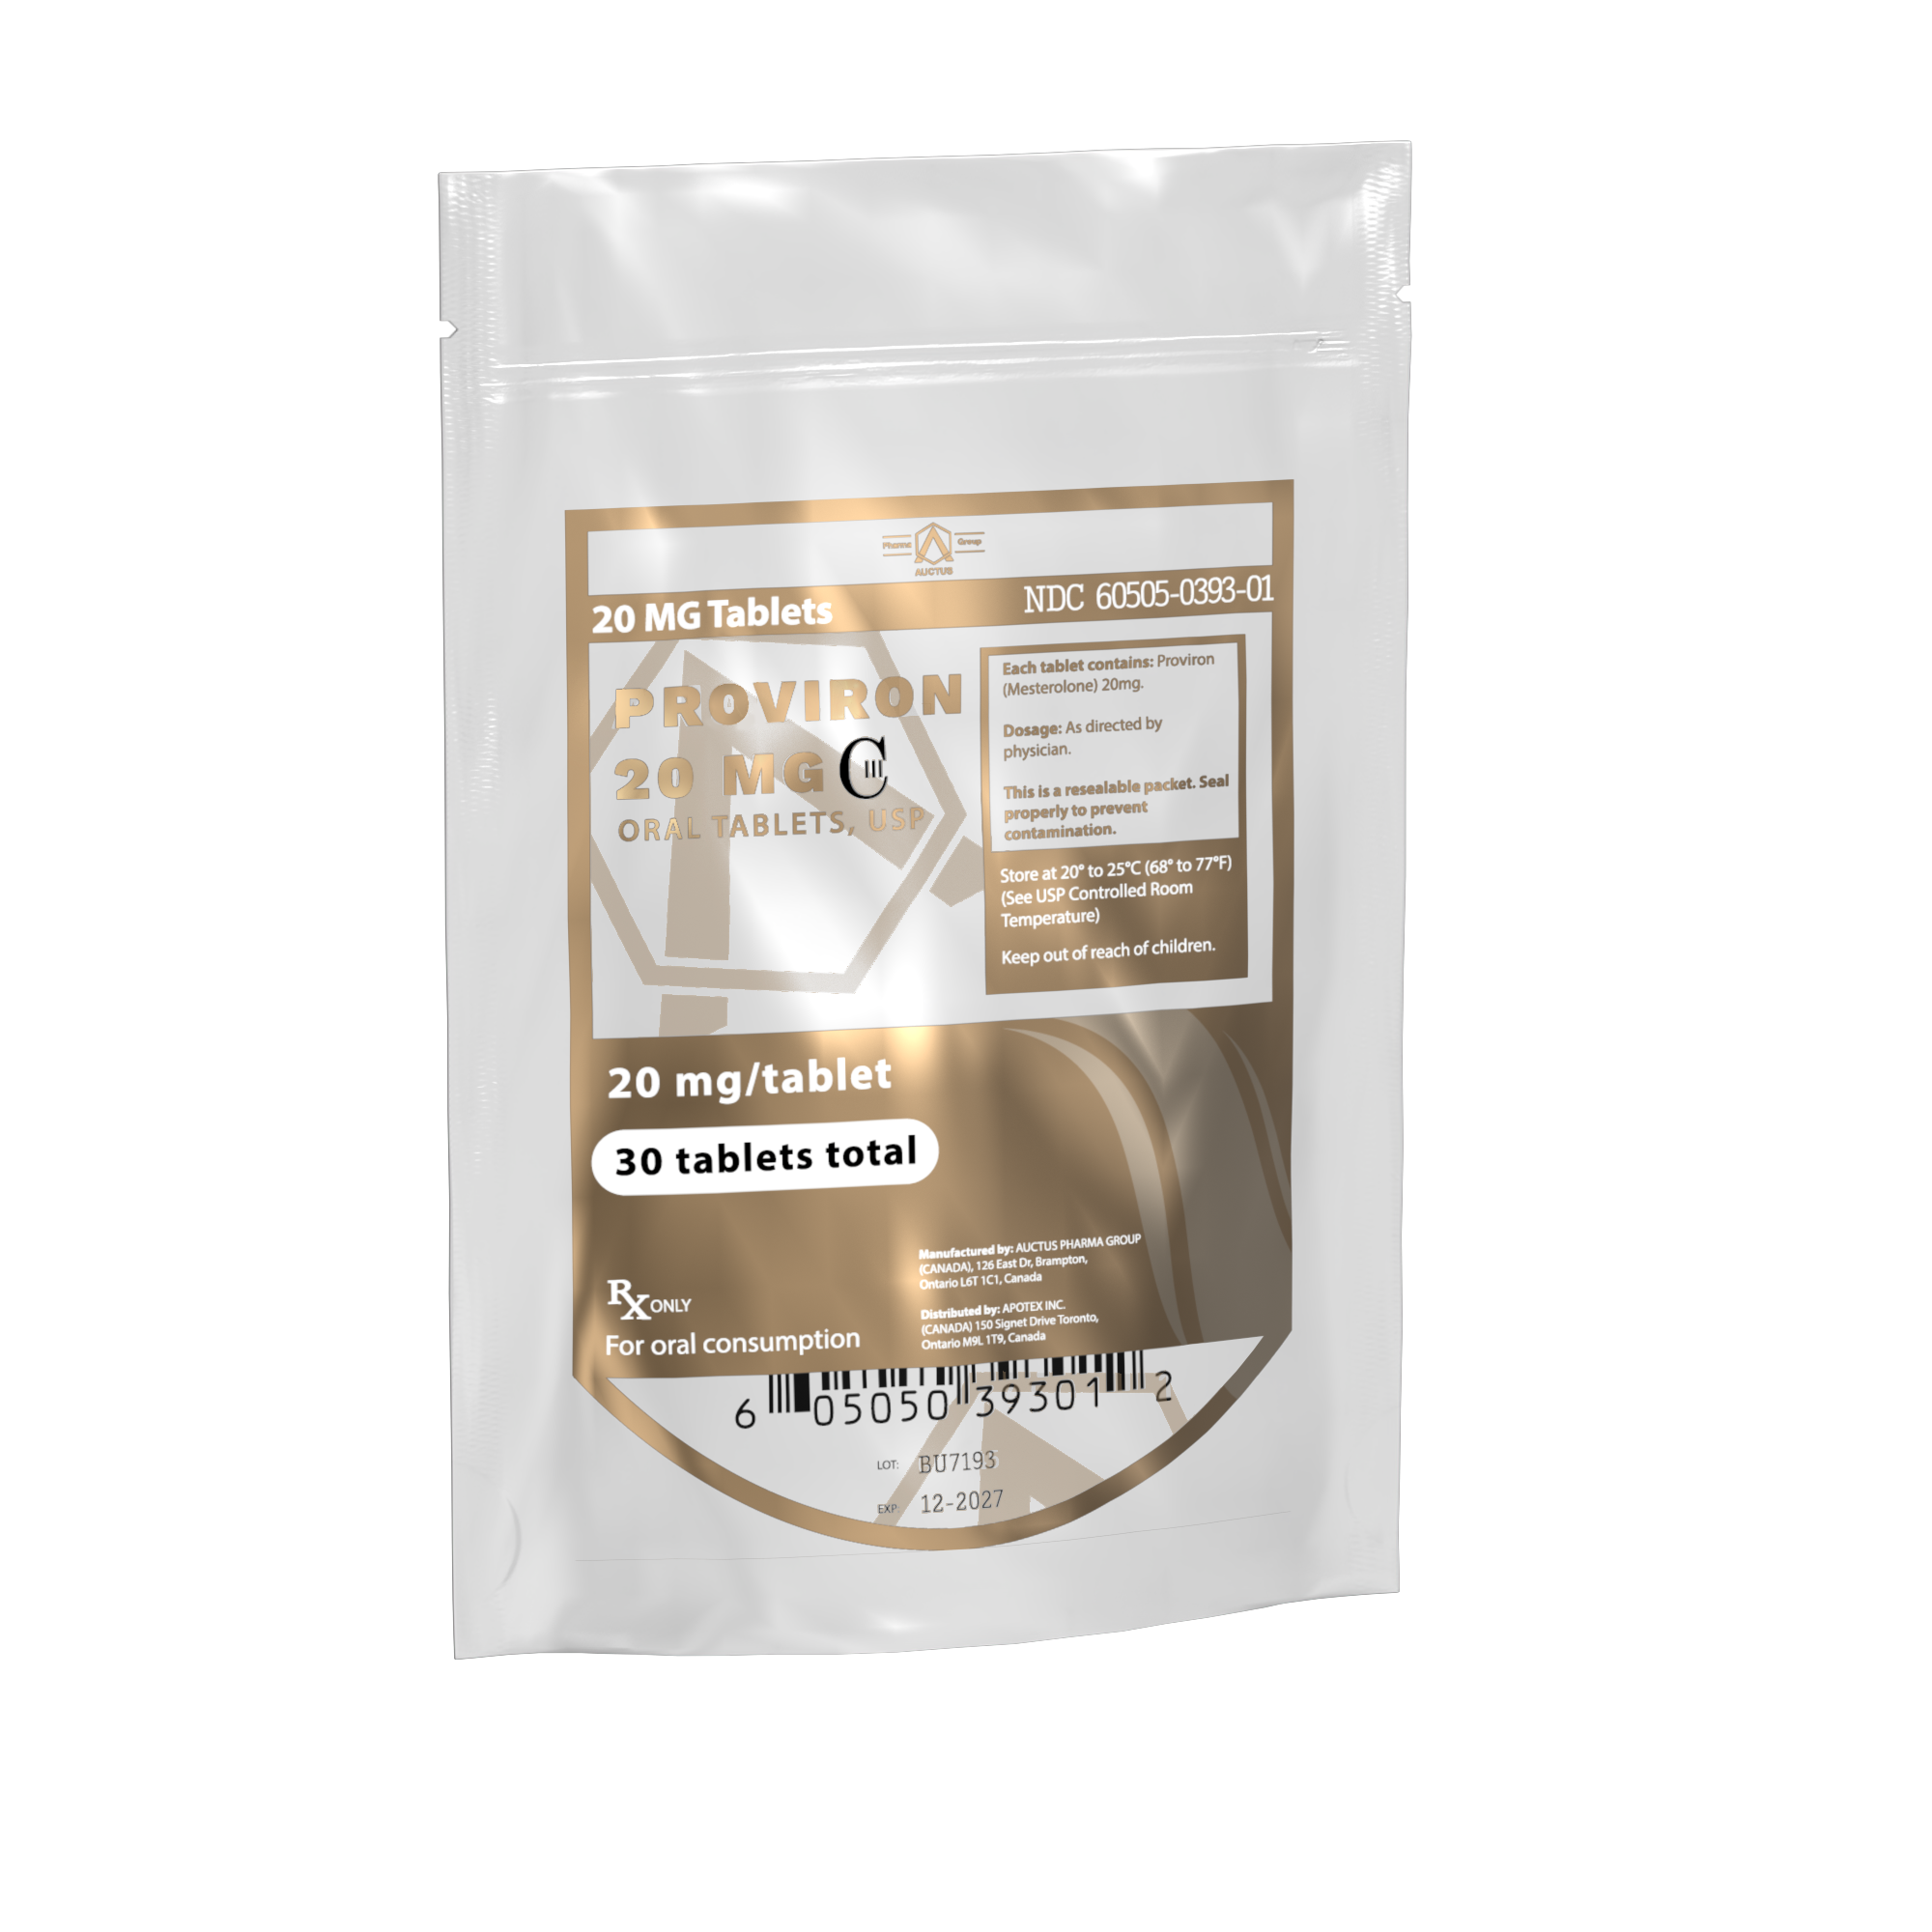 Pharma Group
AUCTUS
20 MG Tablets
NDC 60505-0393-01
PROVIRON
20 MG CIII
ORAL TABLETS, USP
Each tablet contains: Proviron
(Mesterolone) 20mg.
Dosage: As directed by
physician.
This is a resealable packet. Seal
properly to prevent
contamination.
Store at 20° to 25°C (68° to 77°F)
(See USP Controlled Room
Temperature)
Keep out of reach of children.
20 mg/tablet
30 tablets total
Rx ONLY
For oral consumption
Manufactured by: AUCTUS PHARMA GROUP
(CANADA), 126 East Dr, Brampton,
Ontario L6T 1C1, Canada
Distributed by: APOTEX INC.
(CANADA) 150 Signet Drive Toronto,
Ontario M9L 1T9, Canada
6 05050 39301 2
LOT: BU7193
EXP: 12-2027